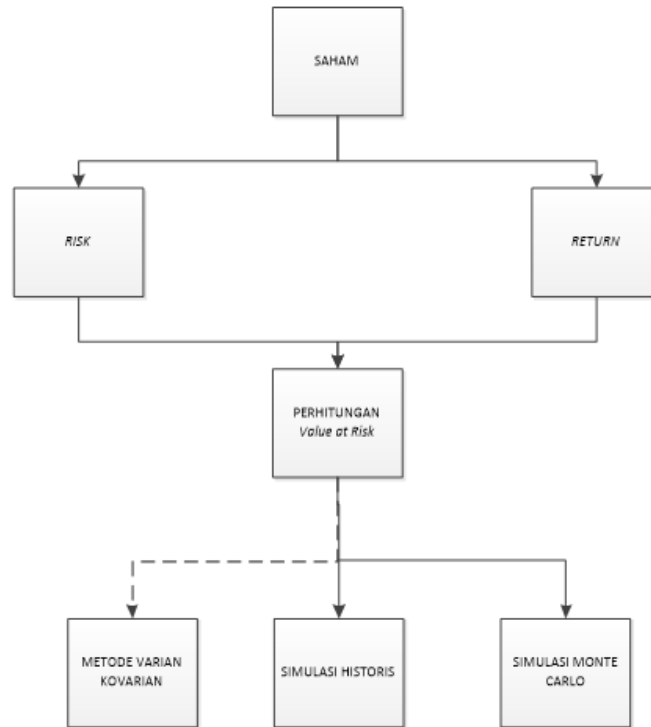 SAHAM
RISK
RETURN
PERHITUNGAN
Value at Risk
METODE VARIAN
KOVARIAN
SIMULASI HISTORIS
SIMULASI MONTE
CARLO